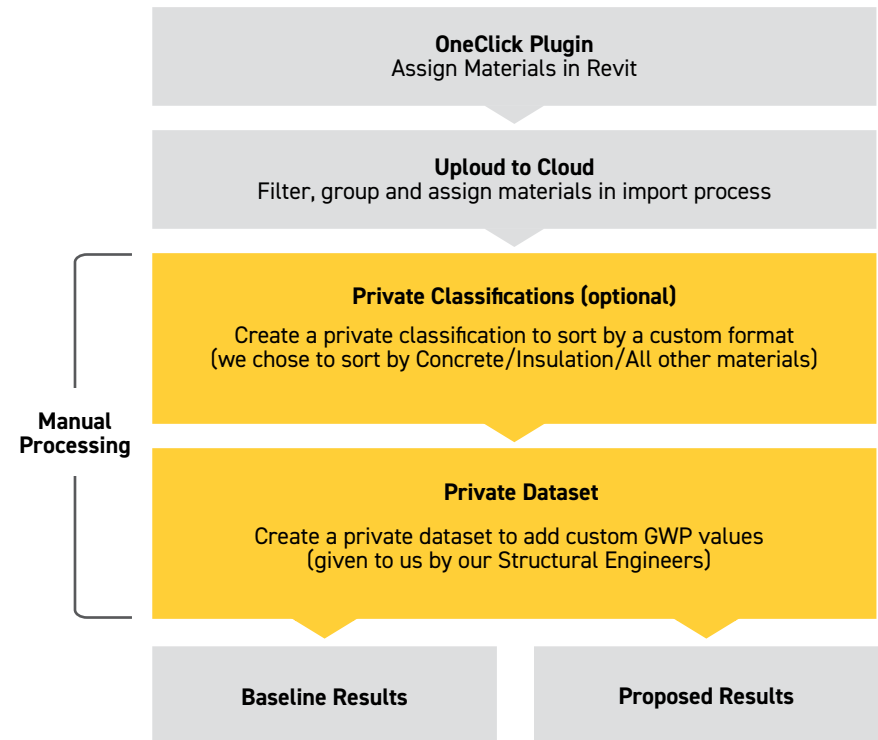 OneClick Plugin
Assign Materials in Revit
Uploud to Cloud
Filter, group and assign materials in import process
Private Classifications (optional)
Create a private classification to sort by a custom format
(we chose to sort by Concrete/Insulation/All other materials)
Manual
Processing
Private Dataset
Create a private dataset to add custom GWP values
(given to us by our Structural Engineers)
Baseline Results
Proposed Results